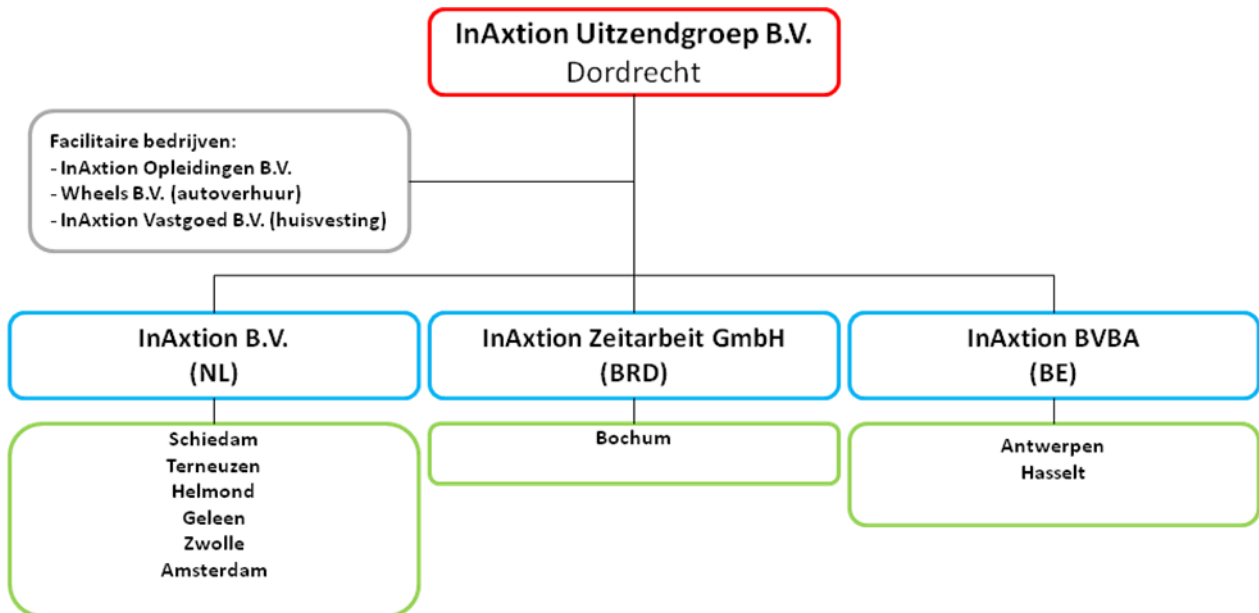 InAxtion Uitzendgroep B.V.
Dordrecht
Facilitaire bedrijven:
- InAxtion Opleidingen B.V.
- Wheels B.V. (autoverhuur)
- InAxtion Vastgoed B.V. (huisvesting)
InAxtion B.V.
(NL)
InAxtion Zeitarbeit GmbH
(BRD)
InAxtion BVBA
(BE)
Schiedam
Terneuzen
Helmond
Geleen
Zwolle
Amsterdam
Bochum
Antwerpen
Hasselt